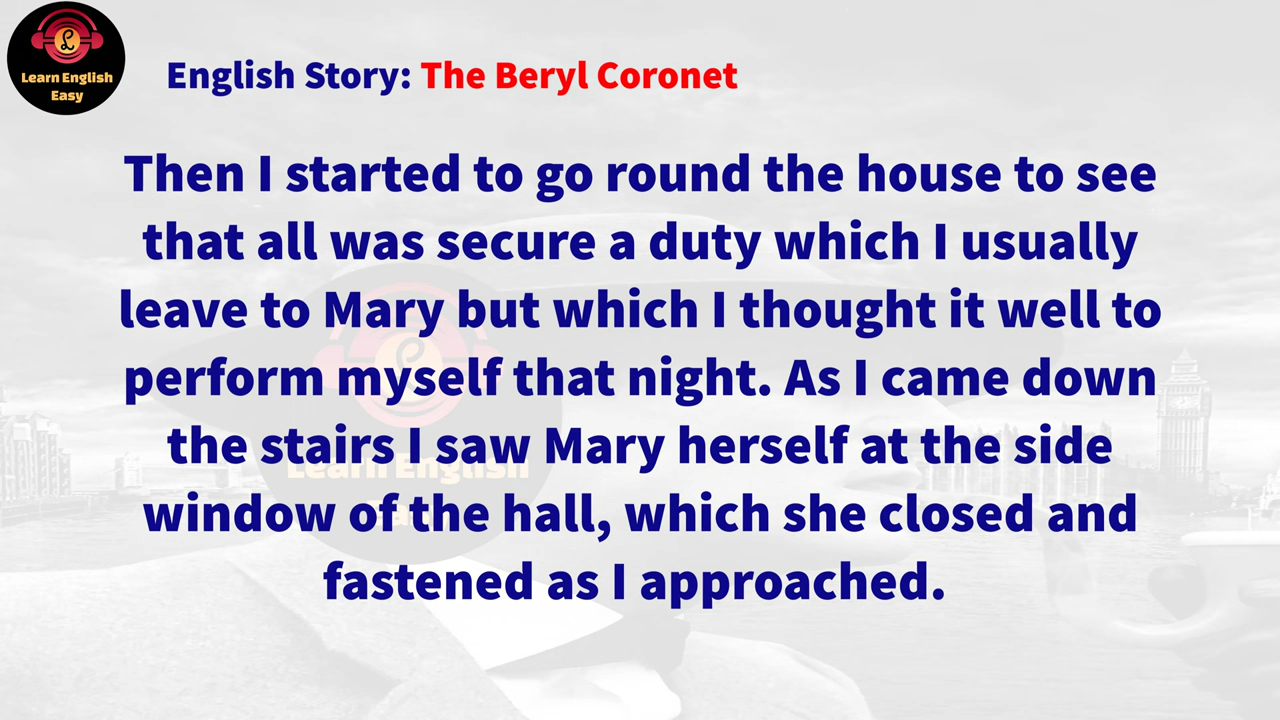 Learn English
Easy
English Story: The Beryl Coronet
Then I started to go round the house to see
that all was secure a duty which I usually
leave to Mary but which I thought it well to
perform myself that night. As I came down
the stairs I saw Mary herself at the side
window of the hall, which she closed and
fastened as I approached.
Learn English